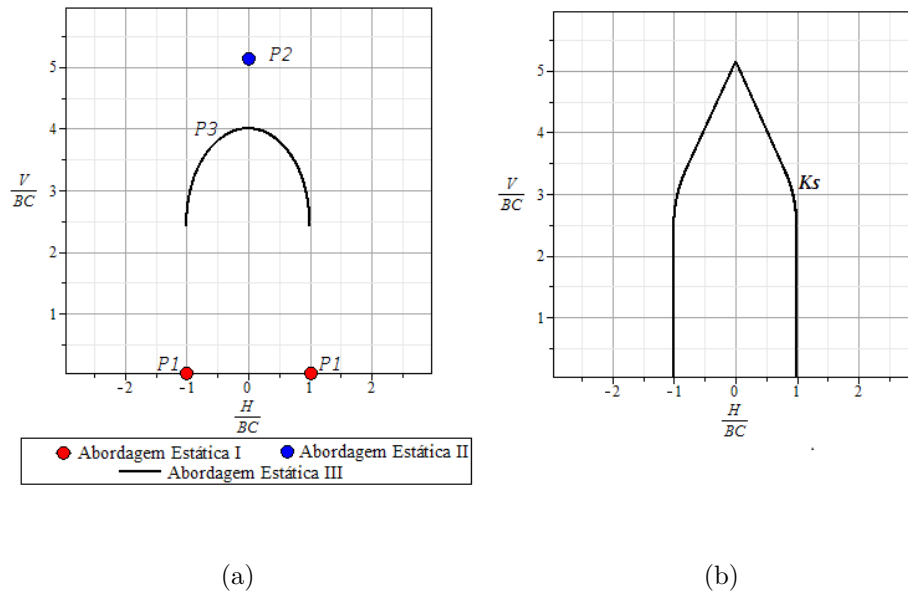 5
4
3
2
1
V
BC
P2
P3
P1
P1
-2
-1
0
1
2
H
BC
Abordagem Estática I
Abordagem Estática II
Abordagem Estática III
(a)
5
4
3
2
1
V
BC
Ks
-2
-1
0
1
2
H
BC
(b)